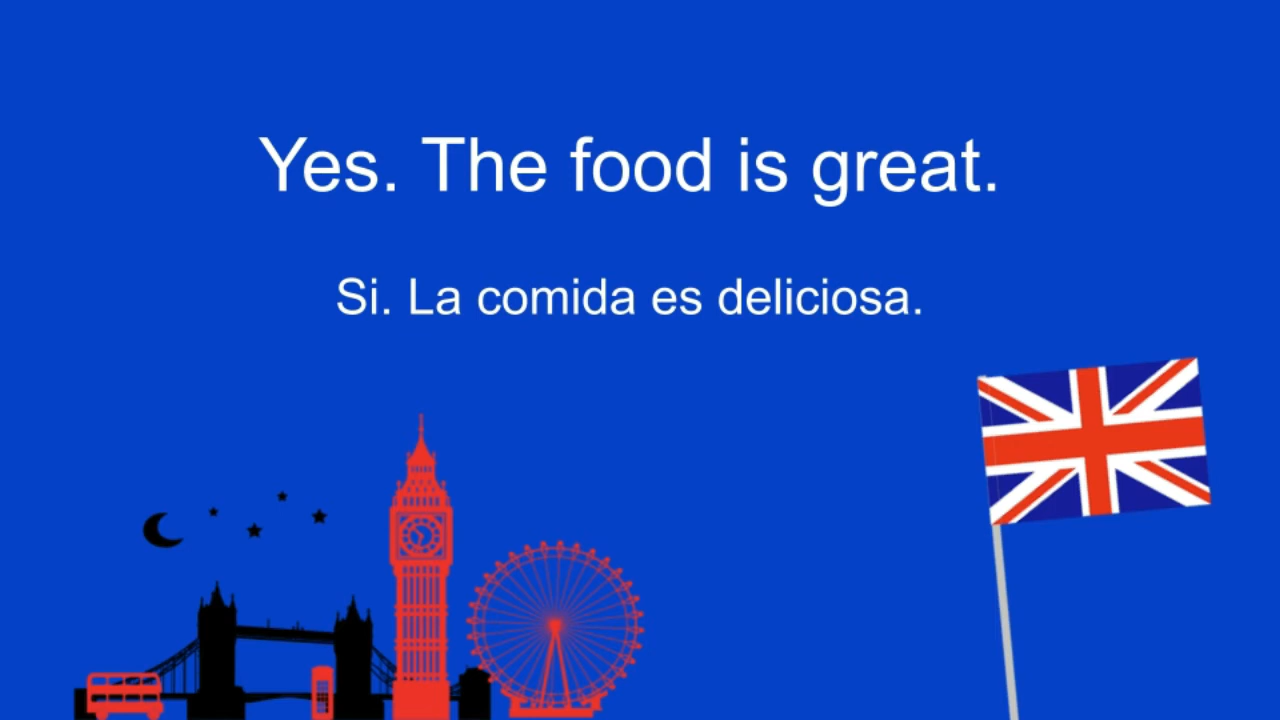 Yes. The food is great.
Si. La comida es deliciosa.